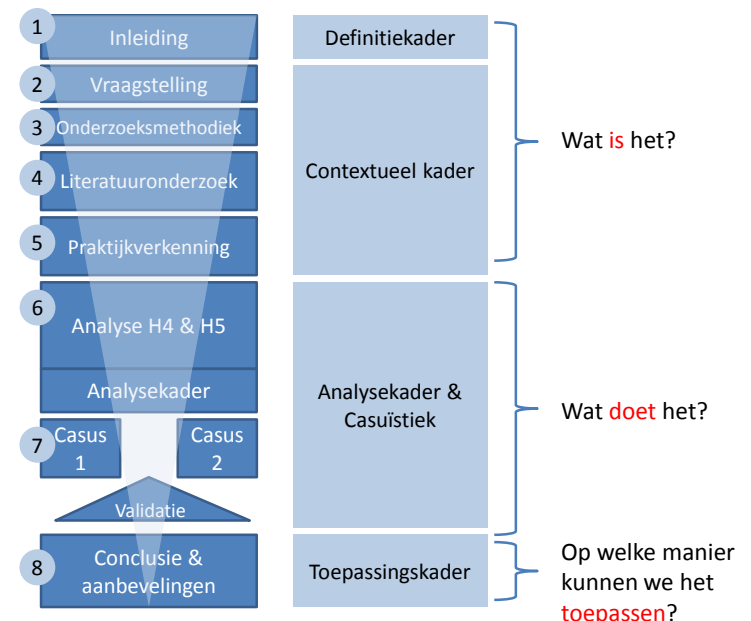 1
Inleiding
2
Vraagstelling
3
Onderzoeksmethodiek
4
Literatuuronderzoek
5
Praktijkverkenning
6
Analyse H4 & H5
Analysekader
7
Casus
1
Casus
2
Validatie
8
Conclusie &
aanbevelingen
Definitiekader
Contextueel kader
Analysekader &
Casuïstiek
Toepassingskader
Wat is het?
Wat doet het?
Op welke manier
kunnen we het
toepassen?